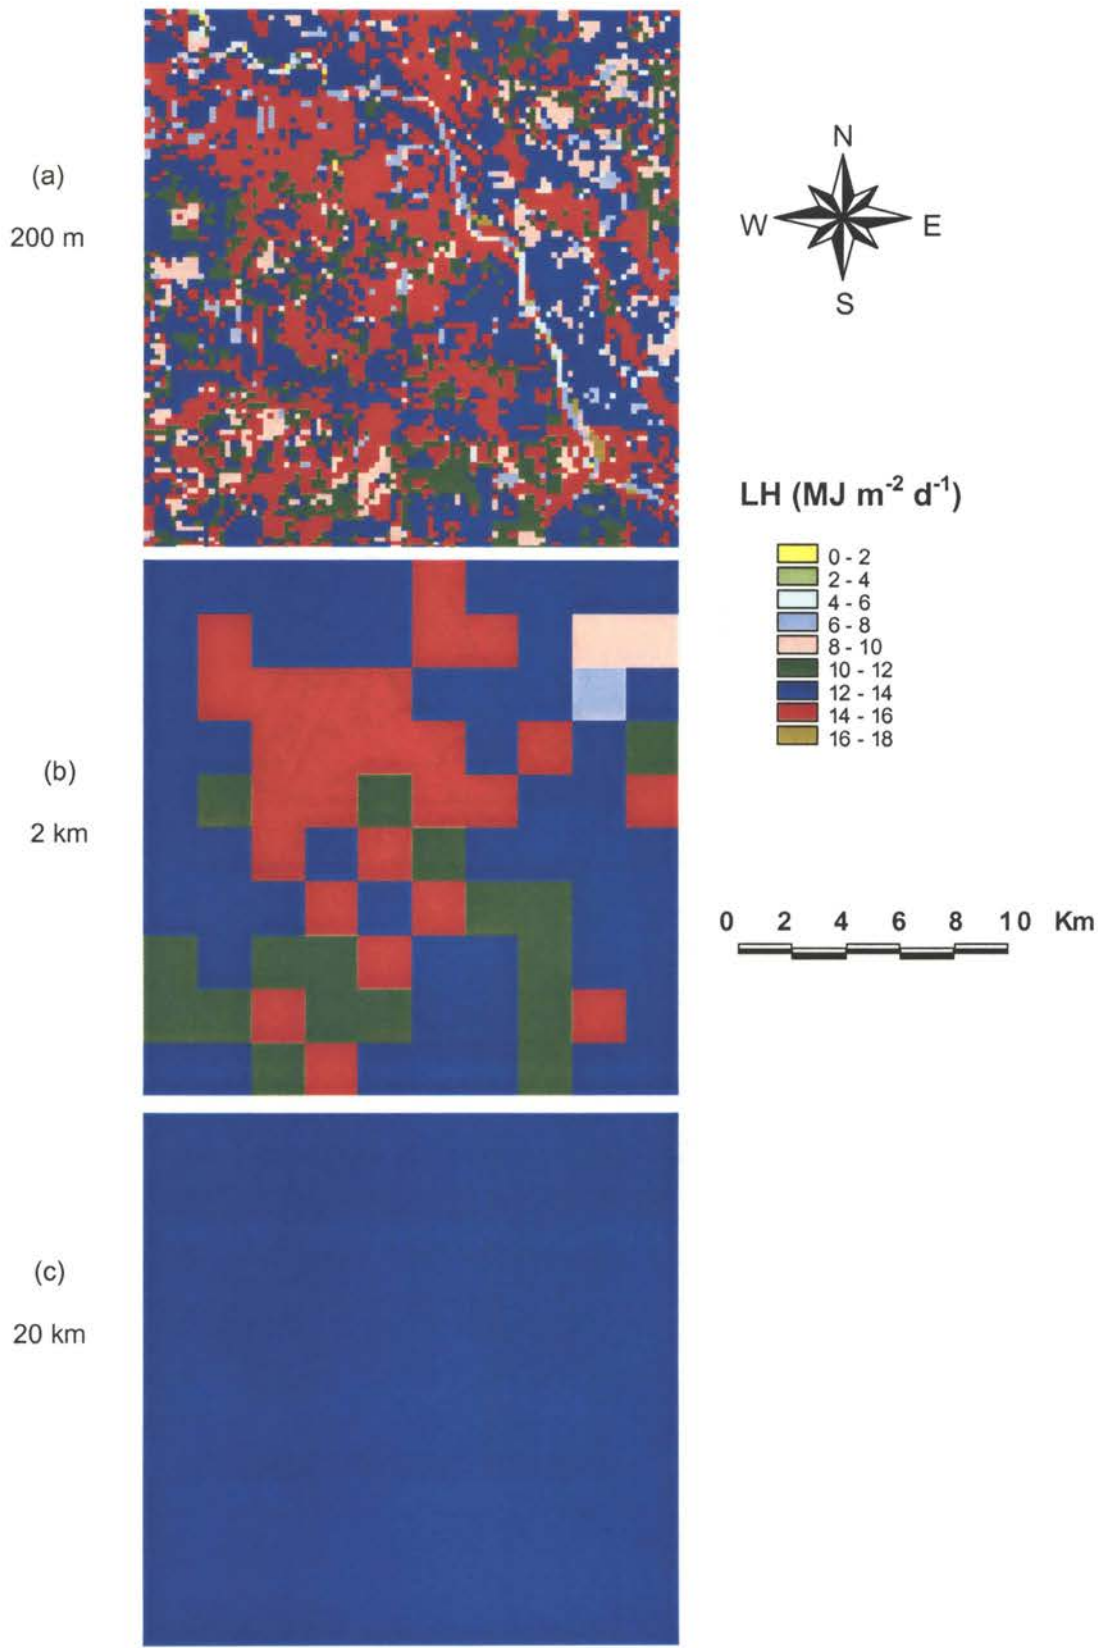 (a)
200 m
N
W E
S
LH (MJ m⁻² d⁻¹)
0 - 2
2 - 4
4 - 6
6 - 8
8 - 10
10 - 12
12 - 14
14 - 16
16 - 18
(b)
2 km
0 2 4 6 8 10 Km
(c)
20 km